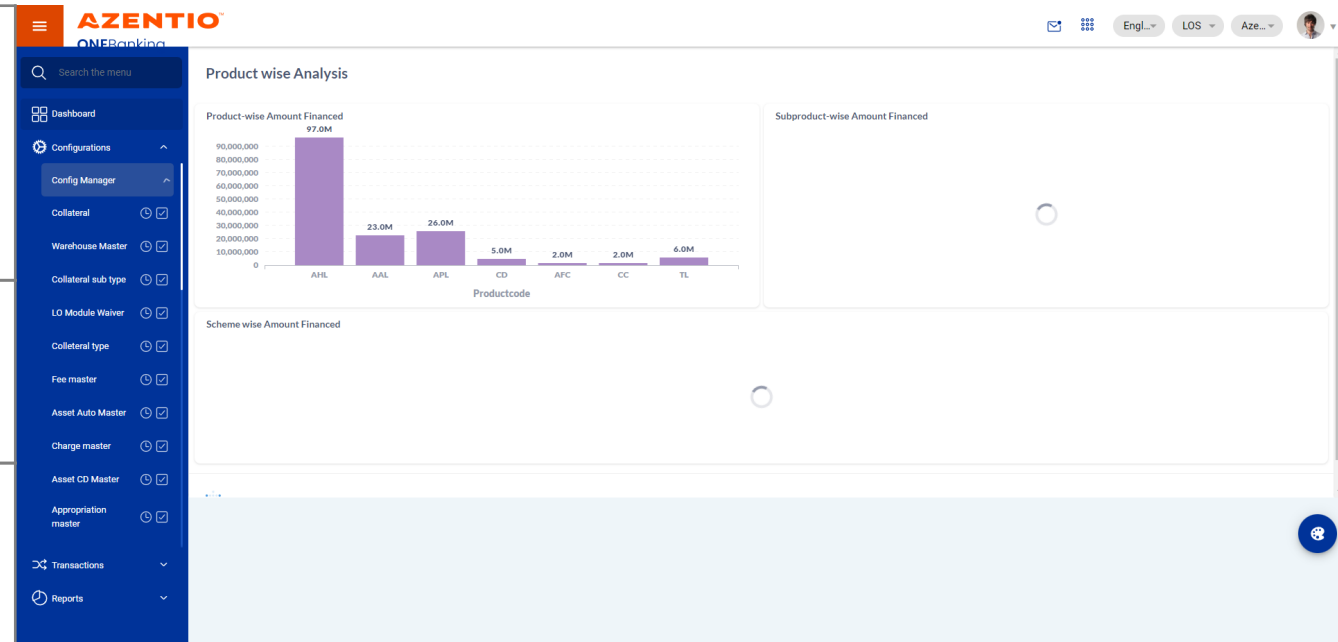 AZENTIO™
ONEBanking
Engl...
LOS
Aze...
Search the menu
Dashboard
Configurations
Config Manager
Collateral
Warehouse Master
Collateral sub type
LO Module Waiver
Colleteral type
Fee master
Asset Auto Master
Charge master
Asset CD Master
Appropriation
master
Transactions
Reports
Product wise Analysis
Product-wise Amount Financed
97.0M
90,000,000
80,000,000
70,000,000
60,000,000
50,000,000
40,000,000
30,000,000
20,000,000
10,000,000
0
23.0M
26.0M
5.0M
2.0M
2.0M
6.0M
AHL
AAL
APL
CD
AFC
CC
TL
Productcode
Subproduct-wise Amount Financed
Scheme wise Amount Financed